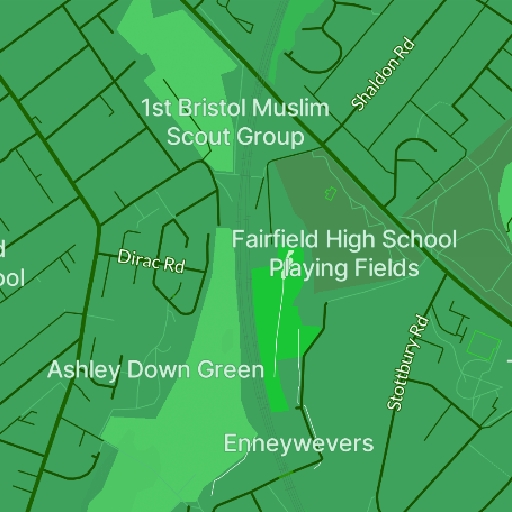 Shaldon Rd
1st Bristol Muslim
Scout Group
Fairfield High School
Playing Fields
Dirac Rd
Ashley Down Green
Stottbury Rd
Enneywevers